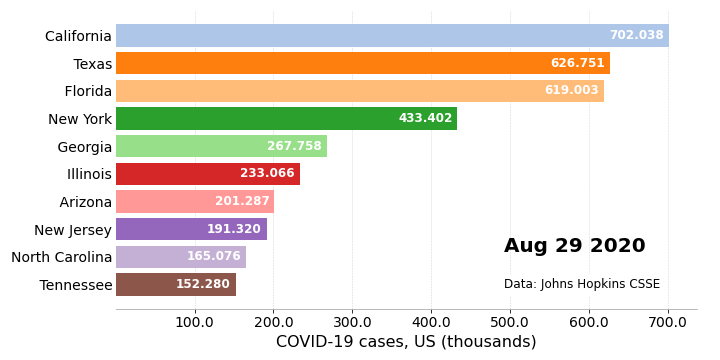 California 702.038
Texas 626.751
Florida 619.003
New York 433.402
Georgia 267.758
Illinois 233.066
Arizona 201.287
New Jersey 191.320
North Carolina 165.076
Tennessee 152.280
Aug 29 2020
Data: Johns Hopkins CSSE
100.0 200.0 300.0 400.0 500.0 600.0 700.0
COVID-19 cases, US (thousands)